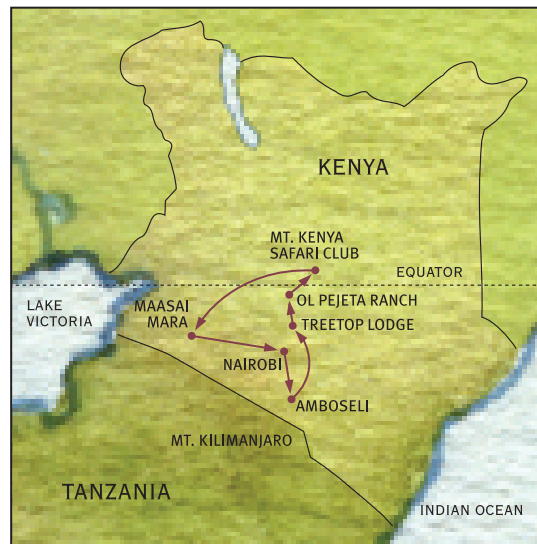 KENYA
MT. KENYA
SAFARI CLUB
EQUATOR
LAKE
VICTORIA
MAASAI
MARA
OL PEJETA RANCH
TREETOP LODGE
NAIROBI
AMBOSELI
MT. KILIMANJARO
TANZANIA
INDIAN OCEAN